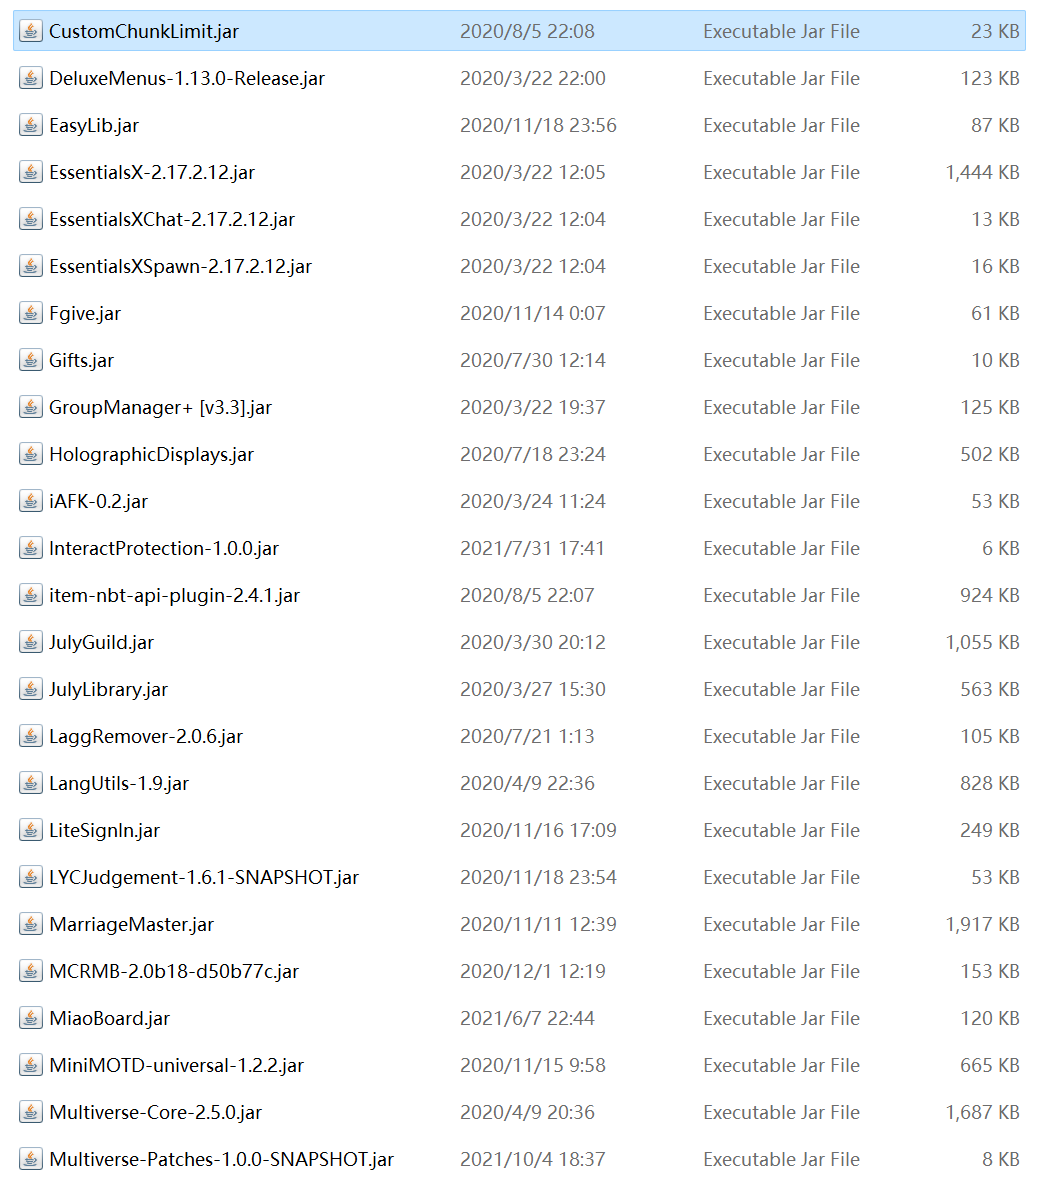 CustomChunkLimit.jar 2020/8/5 22:08 Executable Jar File 23 KB
DeluxeMenus-1.13.0-Release.jar 2020/3/22 22:00 Executable Jar File 123 KB
EasyLib.jar 2020/11/18 23:56 Executable Jar File 87 KB
EssentialsX-2.17.2.12.jar 2020/3/22 12:05 Executable Jar File 1,444 KB
EssentialsXChat-2.17.2.12.jar 2020/3/22 12:04 Executable Jar File 13 KB
EssentialsXSpawn-2.17.2.12.jar 2020/3/22 12:04 Executable Jar File 16 KB
Fgive.jar 2020/11/14 0:07 Executable Jar File 61 KB
Gifts.jar 2020/7/30 12:14 Executable Jar File 10 KB
GroupManager+ [v3.3].jar 2020/3/22 19:37 Executable Jar File 125 KB
HolographicDisplays.jar 2020/7/18 23:24 Executable Jar File 502 KB
iAFK-0.2.jar 2020/3/24 11:24 Executable Jar File 53 KB
InteractProtection-1.0.0.jar 2021/7/31 17:41 Executable Jar File 6 KB
item-nbt-api-plugin-2.4.1.jar 2020/8/5 22:07 Executable Jar File 924 KB
JulyGuild.jar 2020/3/30 20:12 Executable Jar File 1,055 KB
JulyLibrary.jar 2020/3/27 15:30 Executable Jar File 563 KB
LaggRemover-2.0.6.jar 2020/7/21 1:13 Executable Jar File 105 KB
LangUtils-1.9.jar 2020/4/9 22:36 Executable Jar File 828 KB
LiteSignIn.jar 2020/11/16 17:09 Executable Jar File 249 KB
LYCJudgement-1.6.1-SNAPSHOT.jar 2020/11/18 23:54 Executable Jar File 53 KB
MarriageMaster.jar 2020/11/11 12:39 Executable Jar File 1,917 KB
MCRMB-2.0b18-d50b77c.jar 2020/12/1 12:19 Executable Jar File 153 KB
MiaoBoard.jar 2021/6/7 22:44 Executable Jar File 120 KB
MiniMOTD-universal-1.2.2.jar 2020/11/15 9:58 Executable Jar File 665 KB
Multiverse-Core-2.5.0.jar 2020/4/9 20:36 Executable Jar File 1,687 KB
Multiverse-Patches-1.0.0-SNAPSHOT.jar 2021/10/4 18:37 Executable Jar File 8 KB